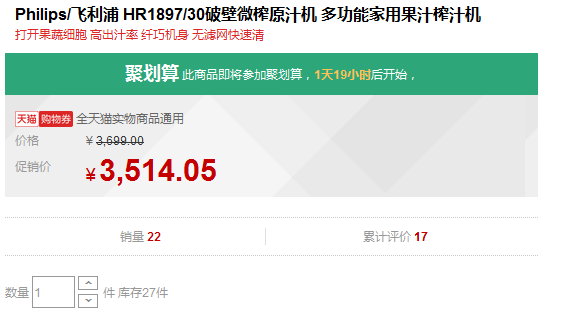 Philips/飞利浦 HR1897/30破壁微榨原汁机 多功能家用果汁榨汁机
打开果蔬细胞 高出汁率 纤巧机身 无滤网快速清
聚划算 此商品即将参加聚划算，1天19小时后开始，
天猫 购物券 全天猫实物商品通用
价格 ¥ 3,699.00
促销价 ¥ 3,514.05
销量 22 累计评价 17
数量 1 件 库存27件